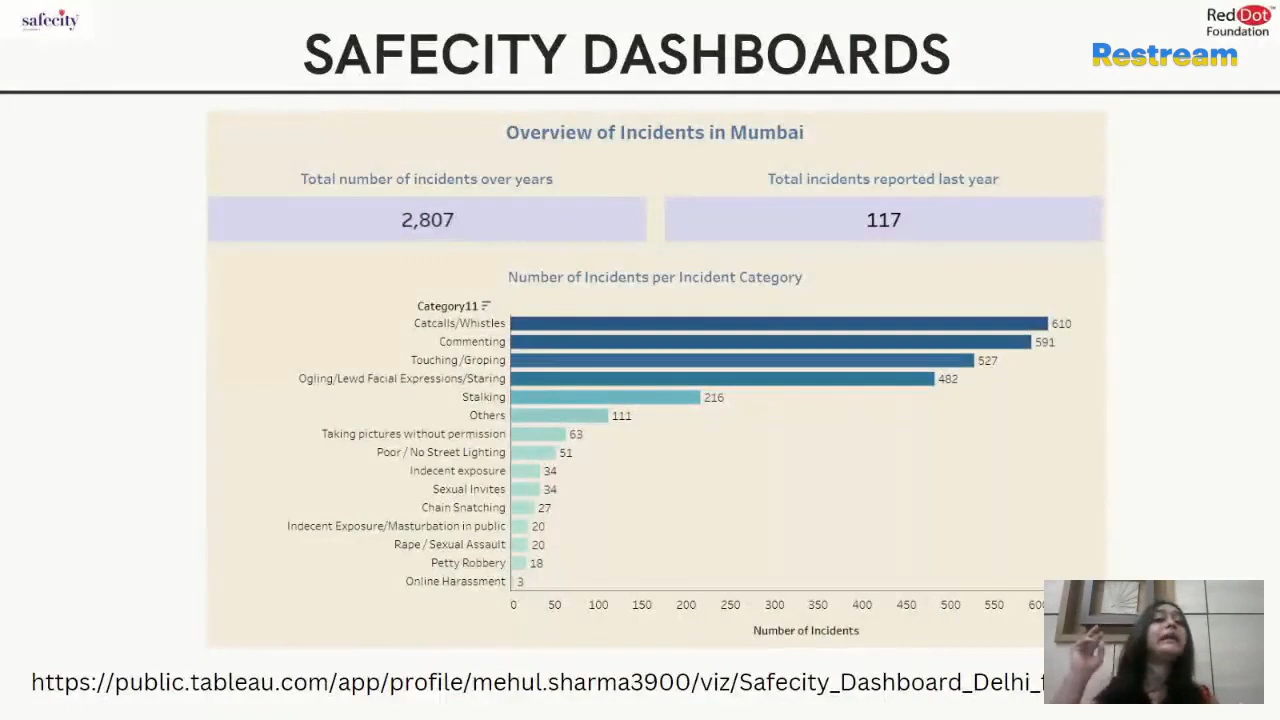 safecity
RedDot
Foundation
Restream
SAFECITY DASHBOARDS
Overview of Incidents in Mumbai
Total number of incidents over years
Total incidents reported last year
2,807
117
Number of Incidents per Incident Category
Category11
Catcalls/Whistles 610
Commenting 591
Touching/Groping 527
Ogling/Lewd Facial Expressions/Staring 482
Stalking 216
Others 111
Taking pictures without permission 63
Poor / No Street Lighting 51
Indecent exposure 34
Sexual Invites 34
Chain Snatching 27
Indecent Exposure/Masturbation in public 20
Rape / Sexual Assault 20
Petty Robbery 18
Online Harassment 3
0 50 100 150 200 250 300 350 400 450 500 550
Number of Incidents
https://public.tableau.com/app/profile/mehul.sharma3900/viz/Safecity_Dashboard_Delhi_